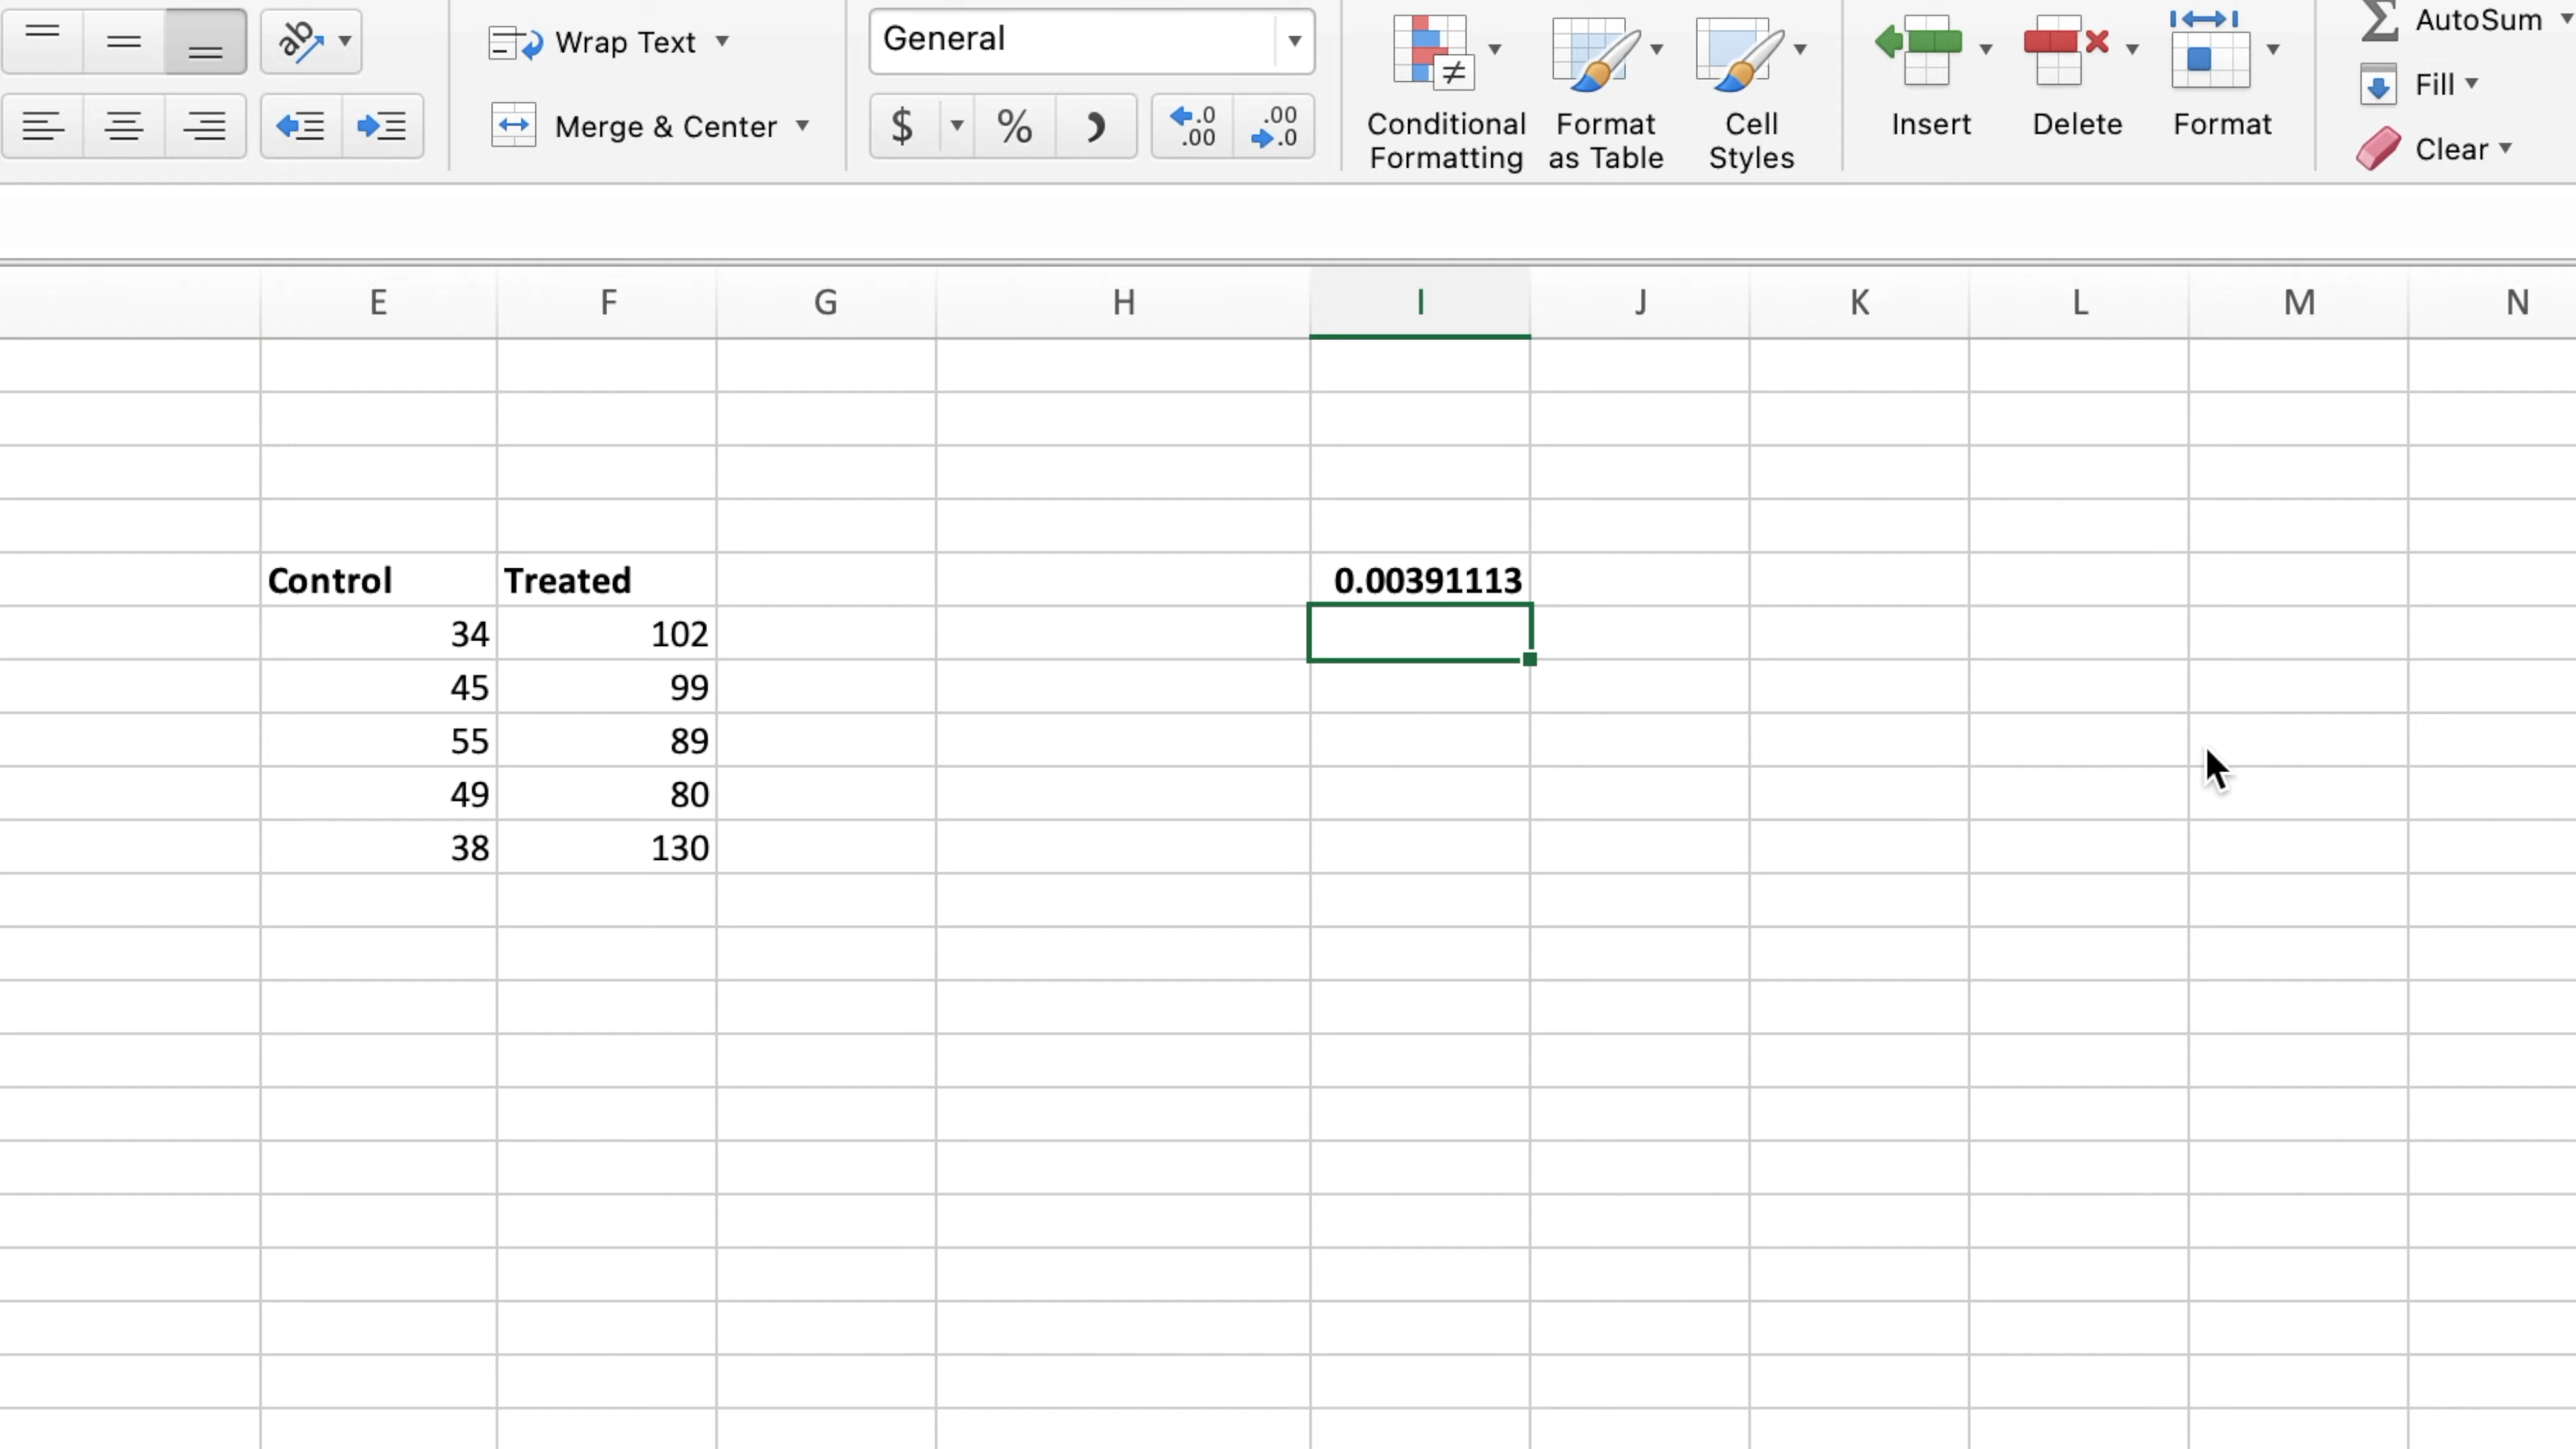 ab
Wrap Text
General
Merge & Center
$ % ,
.0 .00
.00 .0
≠
Conditional Formatting
Format as Table
Cell Styles
Insert
Delete
Format
Σ AutoSum
Fill
Clear
E F G H I J K L M N
Control Treated 0.00391113
34 102
45 99
55 89
49 80
38 130